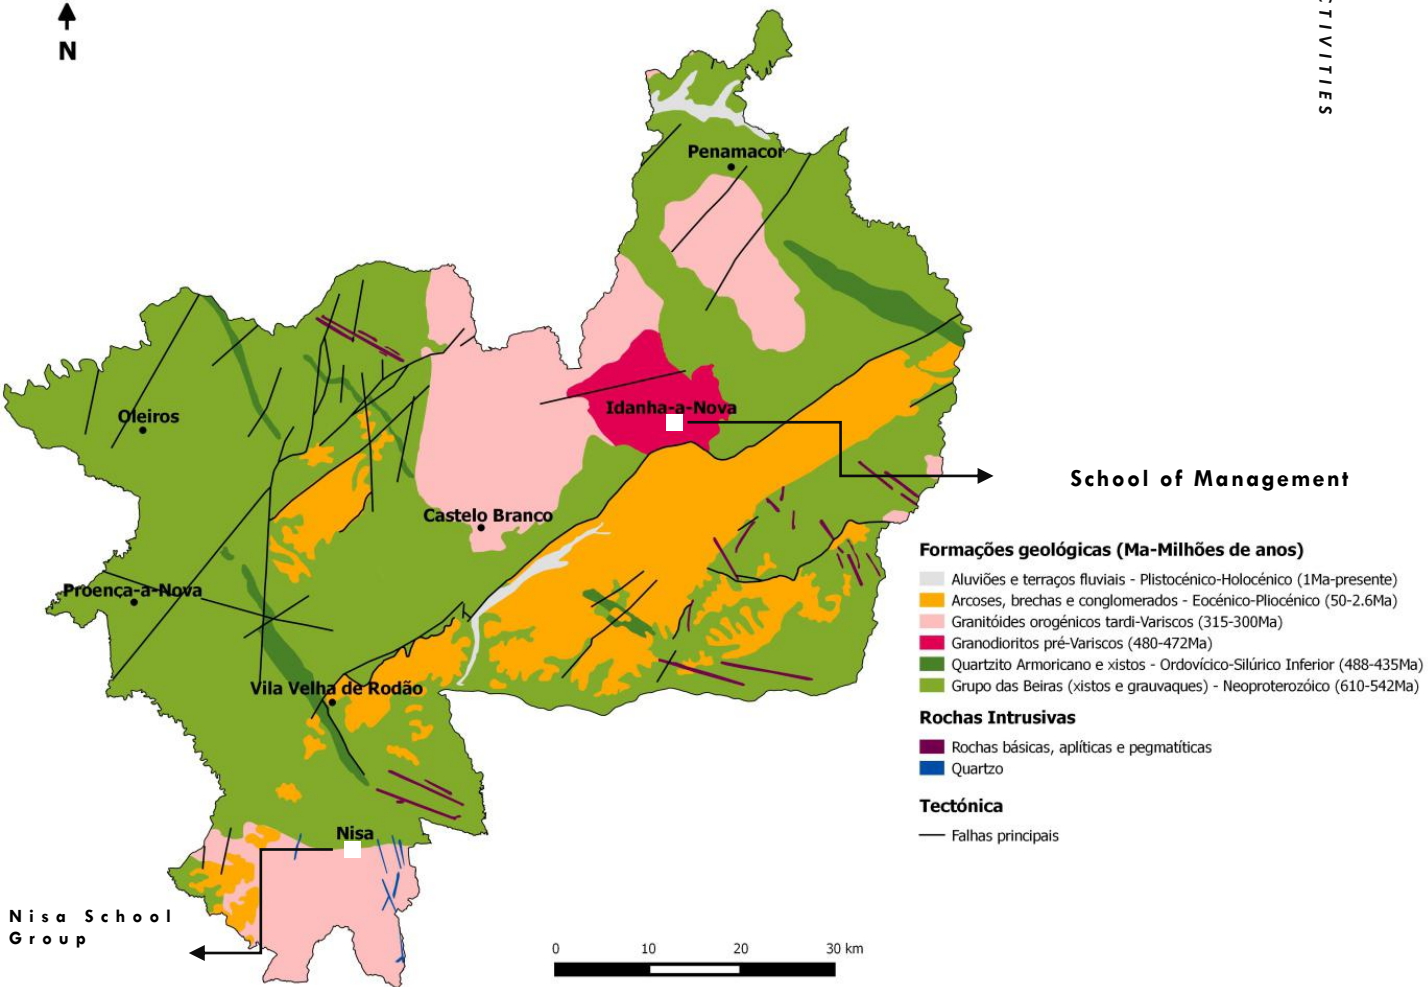 CTIVITIES
N
Penamacor
Idanha-a-Nova
Oleiros
School of Management
Castelo Branco
Proença-a-Nova
Vila Velha de Rodão
Nisa
Nisa School
Group
Formações geológicas (Ma-Milhões de anos)
Aluviões e terraços fluviais - Plistocénico-Holocénico (1Ma-presente)
Arcoses, brechas e conglomerados - Eocénico-Pliocénico (50-2.6Ma)
Granitóides orogénicos tardi-Variscos (315-300Ma)
Granodioritos pré-Variscos (480-472Ma)
Quartzito Armoricano e xistos - Ordovícico-Silúrico Inferior (488-435Ma)
Grupo das Beiras (xistos e grauvaques) - Neoproterozóico (610-542Ma)
Rochas Intrusivas
Rochas básicas, aplíticas e pegmatíticas
Quartzo
Tectónica
Falhas principais
0 10 20 30 km